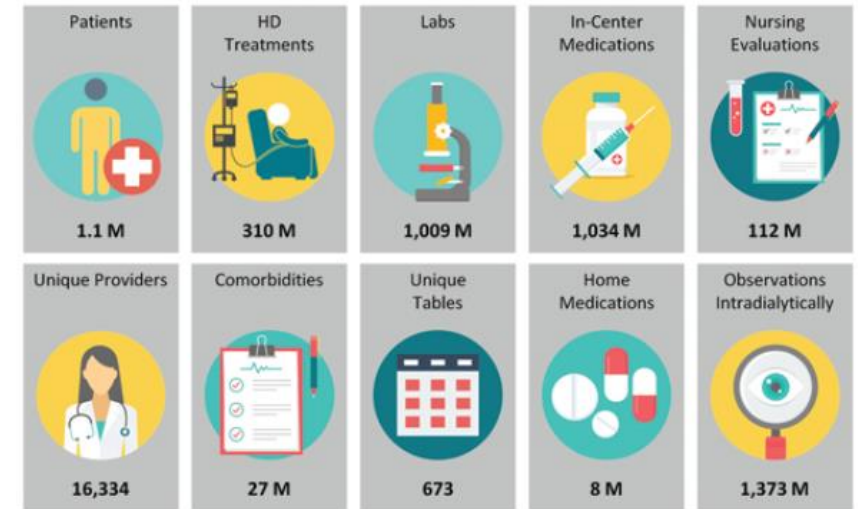 Patients
1.1 M
HD
Treatments
310 M
Labs
1,009 M
In-Center
Medications
1,034 M
Nursing
Evaluations
112 M
Unique Providers
16,334
Comorbidities
27 M
Unique
Tables
673
Home
Medications
8 M
Observations
Intradialytically
1,373 M